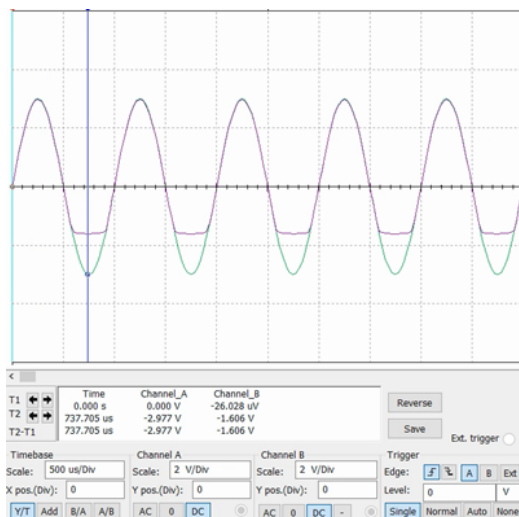 <
Time Channel_A Channel_B
T1 0.000 s 0.000 V -26.028 uV
T2 737.705 us -2.977 V -1.606 V
T2-T1 737.705 us -2.977 V -1.606 V
Reverse
Save
Ext. trigger
Timebase
Scale: 500 us/Div
X pos.(Div): 0
Y/T Add B/A A/B
Channel A
Scale: 2 V/Div
Y pos.(Div): 0
AC 0 DC
Channel B
Scale: 2 V/Div
Y pos.(Div): 0
AC 0 DC -
Trigger
Edge: A B Ext
Level: 0 V
Single Normal Auto None